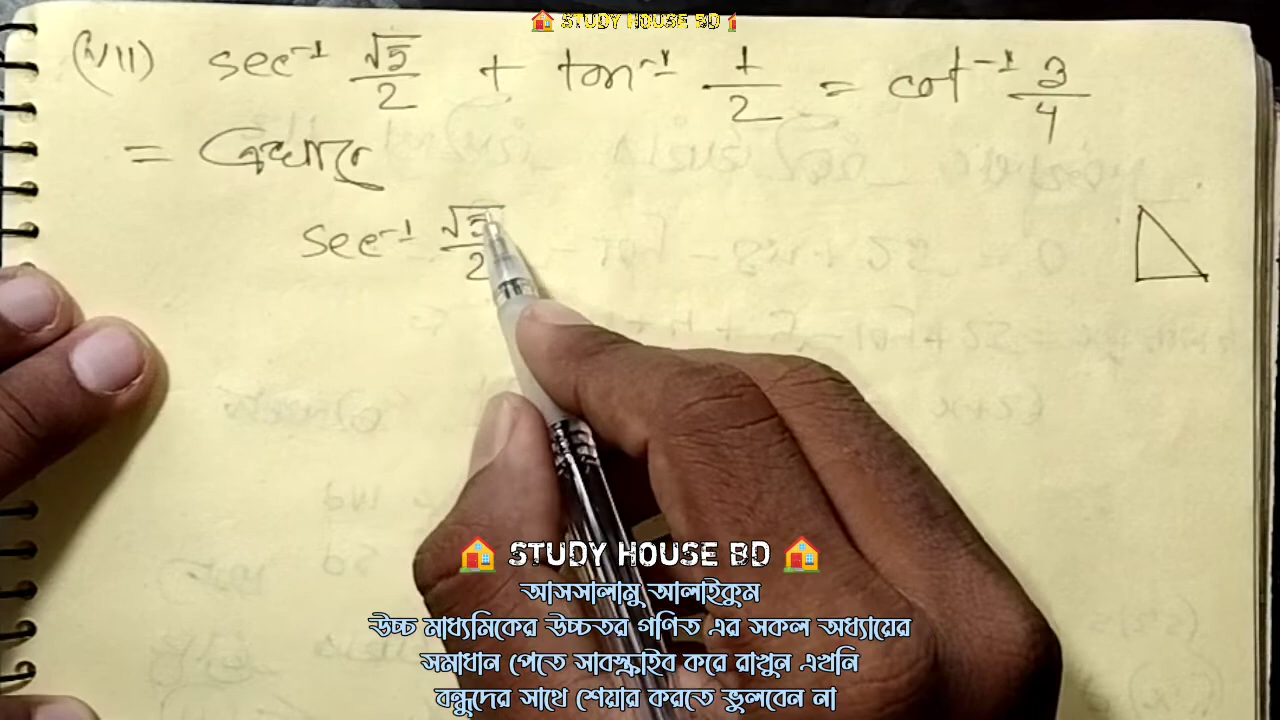 🏠 STUDY HOUSE BD
(VII) sec⁻¹ √5/2 + tan⁻¹ 1/2 = cot⁻¹ 3/4
= এখানে
sec⁻¹ √5/2
🏠 STUDY HOUSE BD 🏠
আসসালামু আলাইকুম
উচ্চ মাধ্যমিকের উচ্চতর গণিত এর সকল অধ্যায়ের
সমাধান পেতে সাবস্ক্রাইব করে রাখুন এখনি
বন্ধুদের সাথে শেয়ার করতে ভুলবেন না